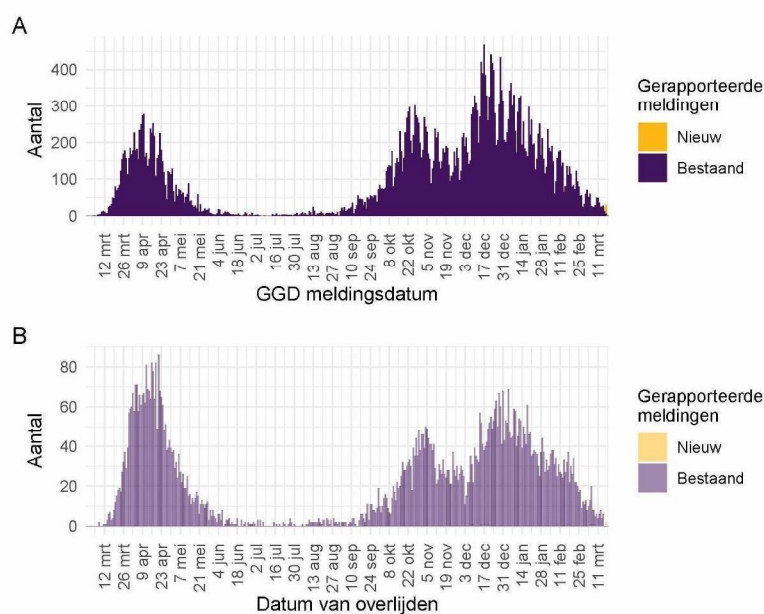 A
Aantal
400
300
200
100
0
12 mrt
26 mrt
9 apr
23 apr
7 mei
21 mei
4 jun
18 jun
2 jul
16 jul
30 jul
13 aug
27 aug
10 sep
24 sep
8 okt
22 okt
5 nov
19 nov
3 dec
17 dec
31 dec
14 jan
28 jan
11 feb
25 feb
11 mrt
GGD meldingsdatum
Gerapporteerde
meldingen
Nieuw
Bestaand
B
Aantal
80
60
40
20
0
12 mrt
26 mrt
9 apr
23 apr
7 mei
21 mei
4 jun
18 jun
2 jul
16 jul
30 jul
13 aug
27 aug
10 sep
24 sep
8 okt
22 okt
5 nov
19 nov
3 dec
17 dec
31 dec
14 jan
28 jan
11 feb
25 feb
11 mrt
Datum van overlijden
Gerapporteerde
meldingen
Nieuw
Bestaand